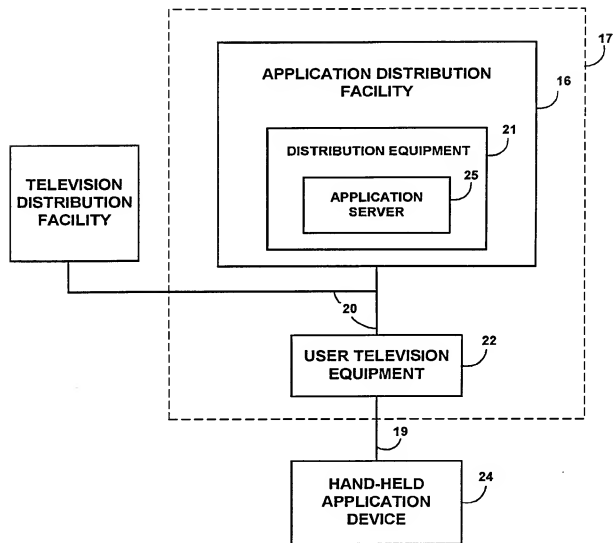 17
APPLICATION DISTRIBUTION
FACILITY
16
21
DISTRIBUTION EQUIPMENT
25
APPLICATION
SERVER
TELEVISION
DISTRIBUTION
FACILITY
20
22
USER TELEVISION
EQUIPMENT
19
24
HAND-HELD
APPLICATION
DEVICE